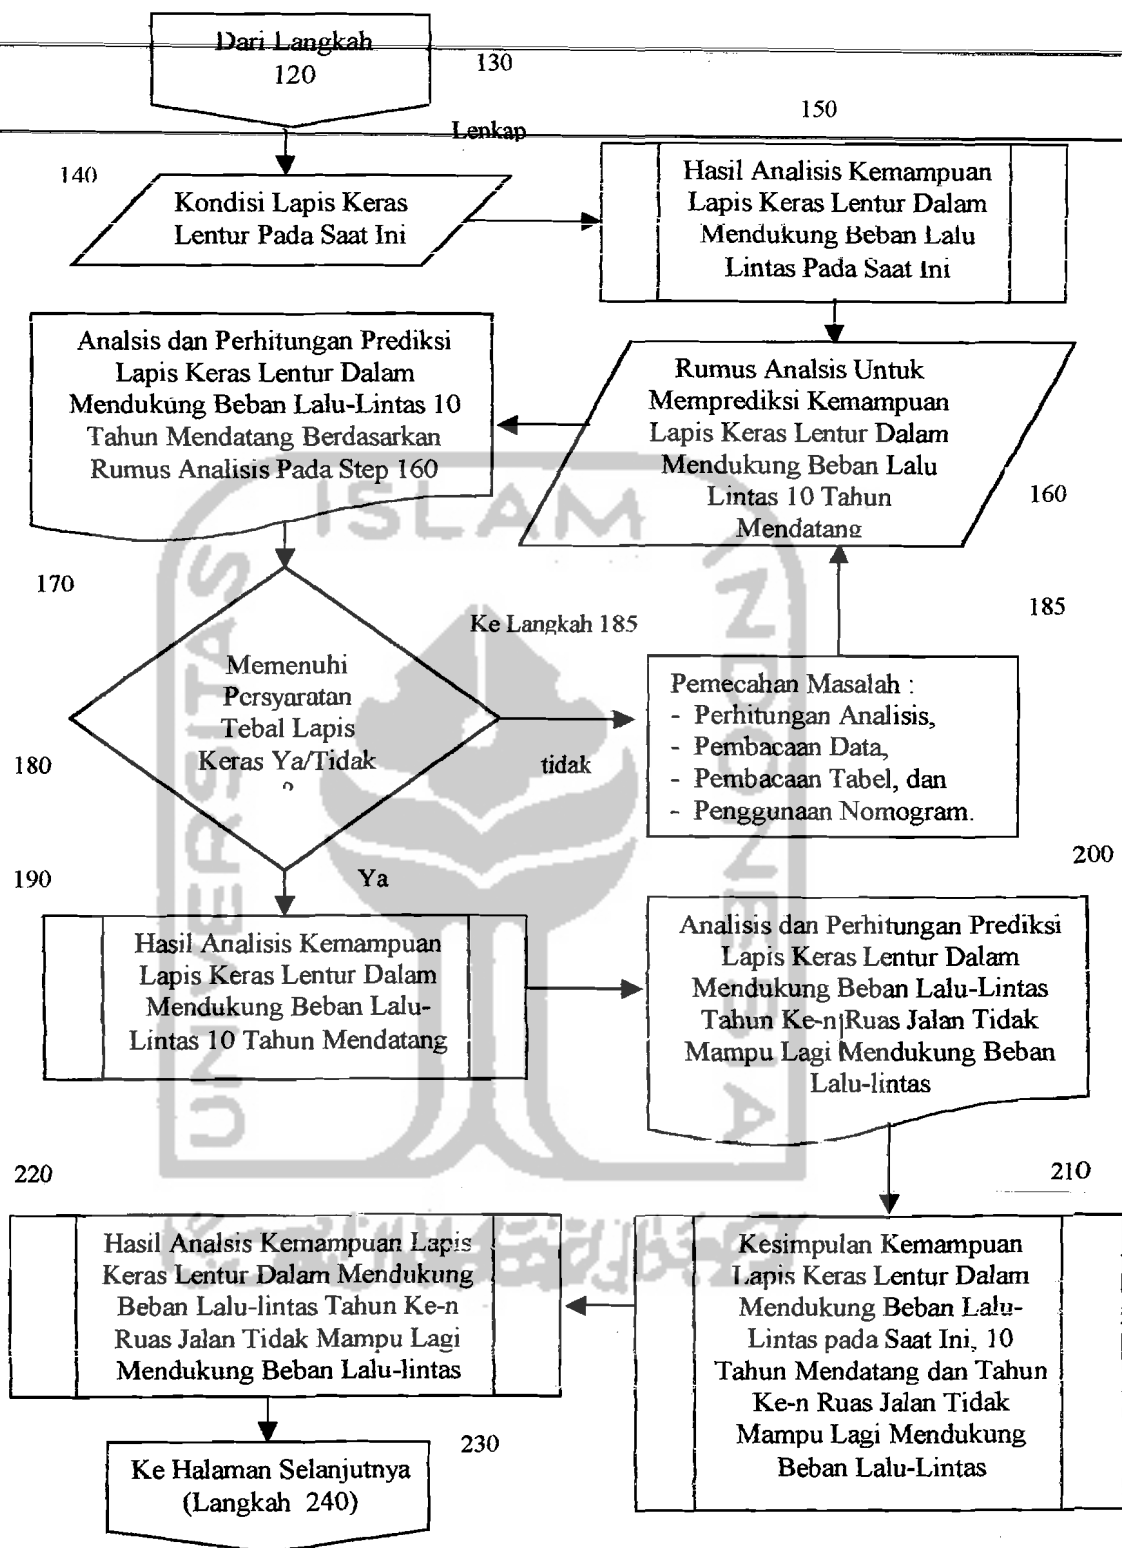 Dari Langkah
120
130
150
Lenkap
140
Kondisi Lapis Keras
Lentur Pada Saat Ini
Hasil Analisis Kemampuan
Lapis Keras Lentur Dalam
Mendukung Beban Lalu
Lintas Pada Saat Ini
Analsis dan Perhitungan Prediksi
Lapis Keras Lentur Dalam
Mendukung Beban Lalu-Lintas 10
Tahun Mendatang Berdasarkan
Rumus Analisis Pada Step 160
Rumus Analsis Untuk
Memprediksi Kemampuan
Lapis Keras Lentur Dalam
Mendukung Beban Lalu
Lintas 10 Tahun
Mendatang
160
170
185
Ke Langkah 185
Memenuhi
Persyaratan
Tebal Lapis
Keras Ya/Tidak
?
180
tidak
Pemecahan Masalah :
- Perhitungan Analisis,
- Pembacaan Data,
- Pembacaan Tabel, dan
- Penggunaan Nomogram.
200
190
Ya
Hasil Analisis Kemampuan
Lapis Keras Lentur Dalam
Mendukung Beban Lalu-
Lintas 10 Tahun Mendatang
Analisis dan Perhitungan Prediksi
Lapis Keras Lentur Dalam
Mendukung Beban Lalu-Lintas
Tahun Ke-n Ruas Jalan Tidak
Mampu Lagi Mendukung Beban
Lalu-lintas
220
210
Hasil Analsis Kemampuan Lapis
Keras Lentur Dalam Mendukung
Beban Lalu-lintas Tahun Ke-n
Ruas Jalan Tidak Mampu Lagi
Mendukung Beban Lalu-lintas
Kesimpulan Kemampuan
Lapis Keras Lentur Dalam
Mendukung Beban Lalu-
Lintas pada Saat Ini, 10
Tahun Mendatang dan Tahun
Ke-n Ruas Jalan Tidak
Mampu Lagi Mendukung
Beban Lalu-Lintas
230
Ke Halaman Selanjutnya
(Langkah 240)
UNIVERSITAS
ISLAM
INDONESIA